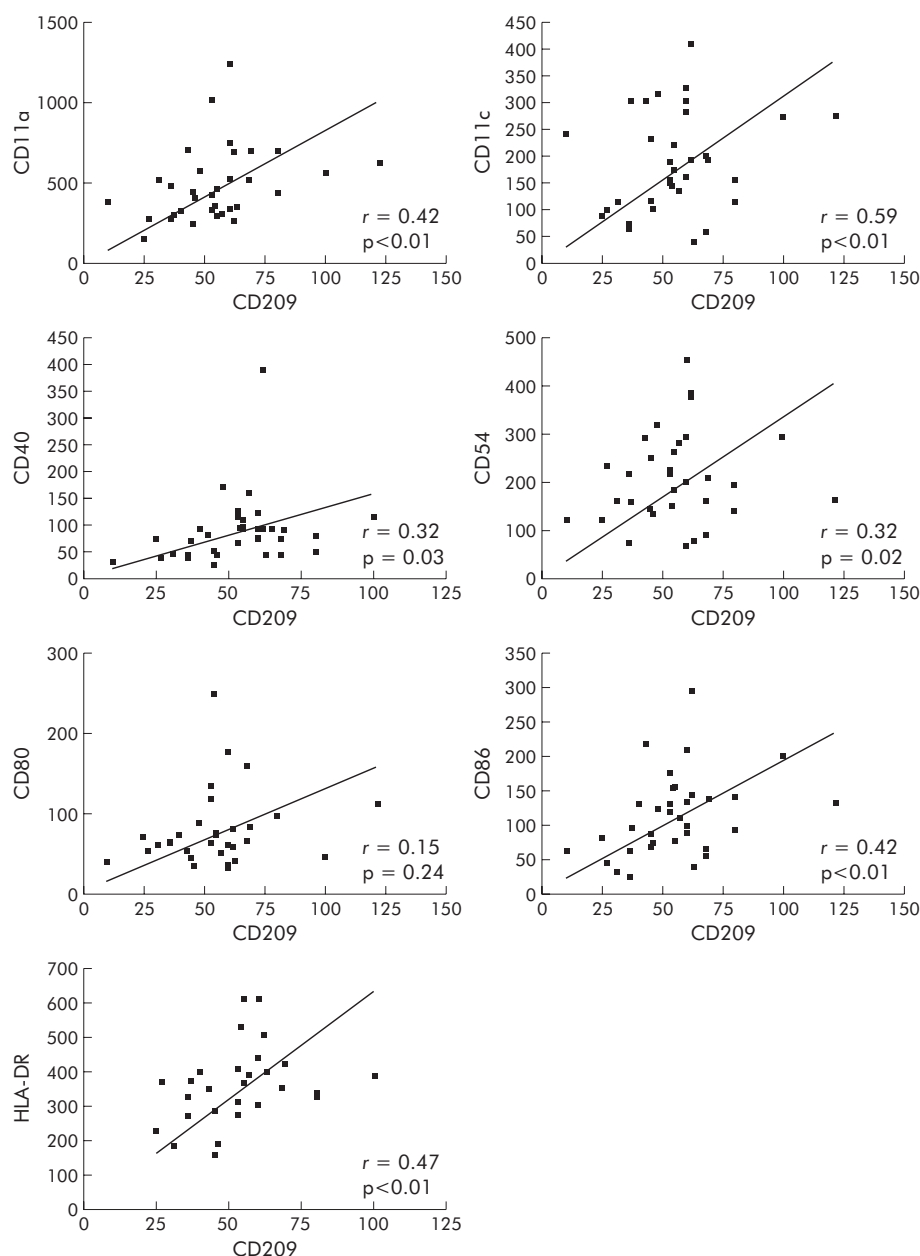 1500
1000
500
0
CD11a
0 25 50 75 100 125 150
CD209
r = 0.42
p<0.01
450
400
350
300
250
200
150
100
50
0
CD11c
0 25 50 75 100 125 150
CD209
r = 0.59
p<0.01
450
400
350
300
250
200
150
100
50
0
CD40
0 25 50 75 100 125
CD209
r = 0.32
p = 0.03
500
400
300
200
100
0
CD54
0 25 50 75 100 125 150
CD209
r = 0.32
p = 0.02
300
200
100
0
CD80
0 25 50 75 100 125 150
CD209
r = 0.15
p = 0.24
350
300
250
200
150
100
50
0
CD86
0 25 50 75 100 125 150
CD209
r = 0.42
p<0.01
700
600
500
400
300
200
100
0
HLA-DR
0 25 50 75 100 125
CD209
r = 0.47
p<0.01